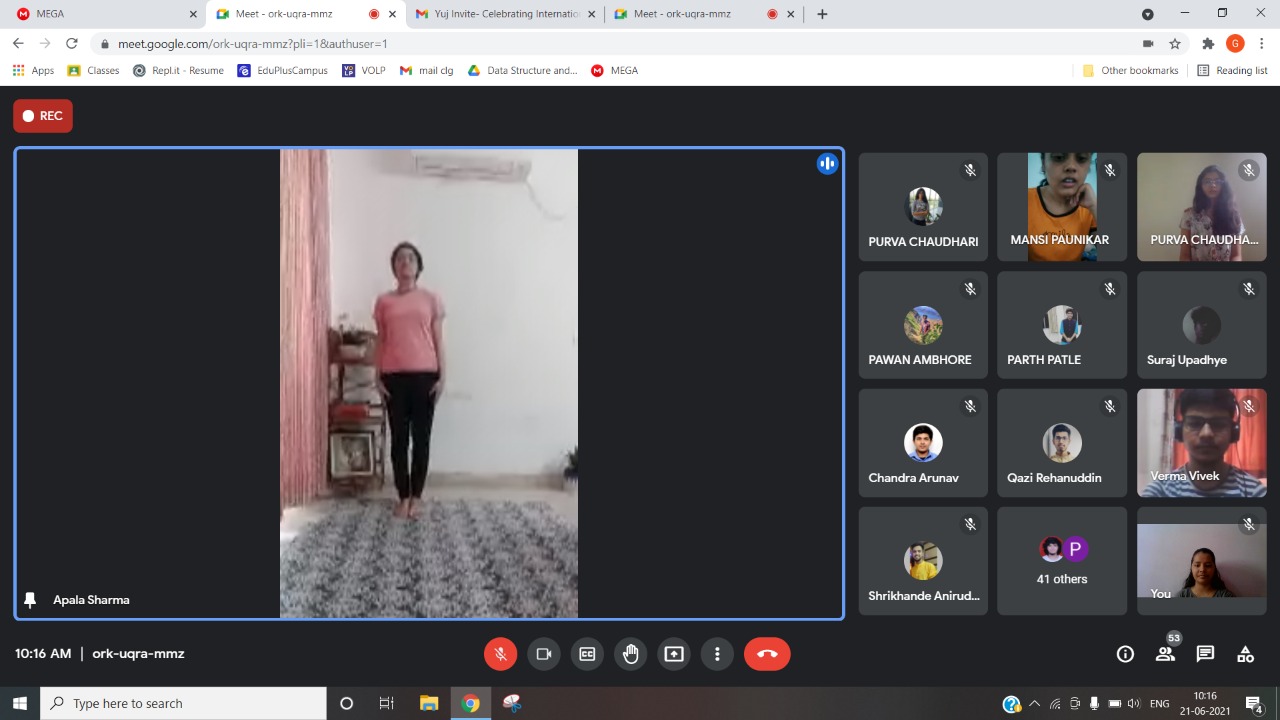 MEGA
Meet - ork-uqra-mmz
Yuj Invite- Celebrating Internatio
Meet - ork-uqra-mmz
meet.google.com/ork-uqra-mmz?pli=1&authuser=1
G
Apps
Classes
Repl.it - Resume
EduPlusCampus
VOLP
mail clg
Data Structure and...
MEGA
Other bookmarks
Reading list
REC
PURVA CHAUDHARI
MANSI PAUNIKAR
PURVA CHAUDHA...
PAWAN AMBHORE
PARTH PATLE
Suraj Upadhye
Chandra Arunav
Qazi Rehanuddin
Verma Vivek
Shrikhande Anirud...
P
41 others
You
Apala Sharma
10:16 AM | ork-uqra-mmz
CC
53
Type here to search
ENG
10:16
21-06-2021
4